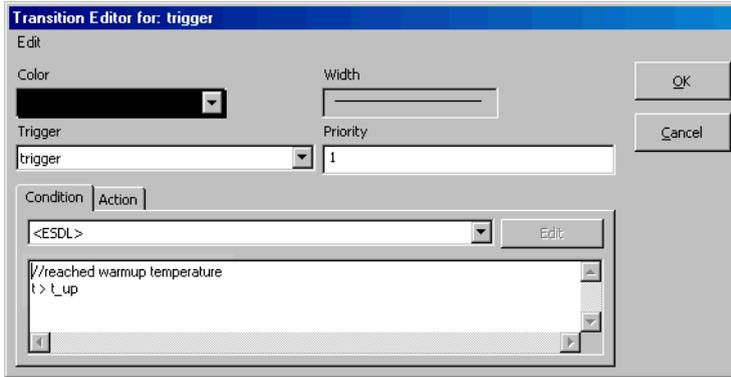 Transition Editor for: trigger
Edit
Color
Width
OK
Trigger
Priority
Cancel
trigger
1
Condition
Action
<ESDL>
Edit
//reached warmup temperature
t > t_up